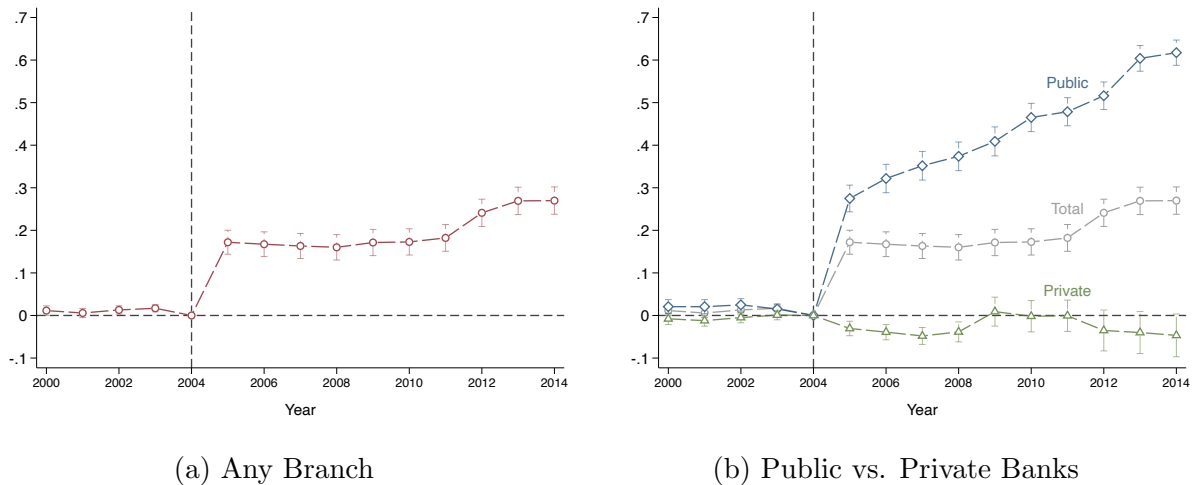 .7
.6
.5
.4
.3
.2
.1
0
-.1
2000 2002 2004 2006 2008 2010 2012 2014
Year
(a) Any Branch
.7
.6
.5
.4
.3
.2
.1
0
-.1
Public
Total
Private
2000 2002 2004 2006 2008 2010 2012 2014
Year
(b) Public vs. Private Banks